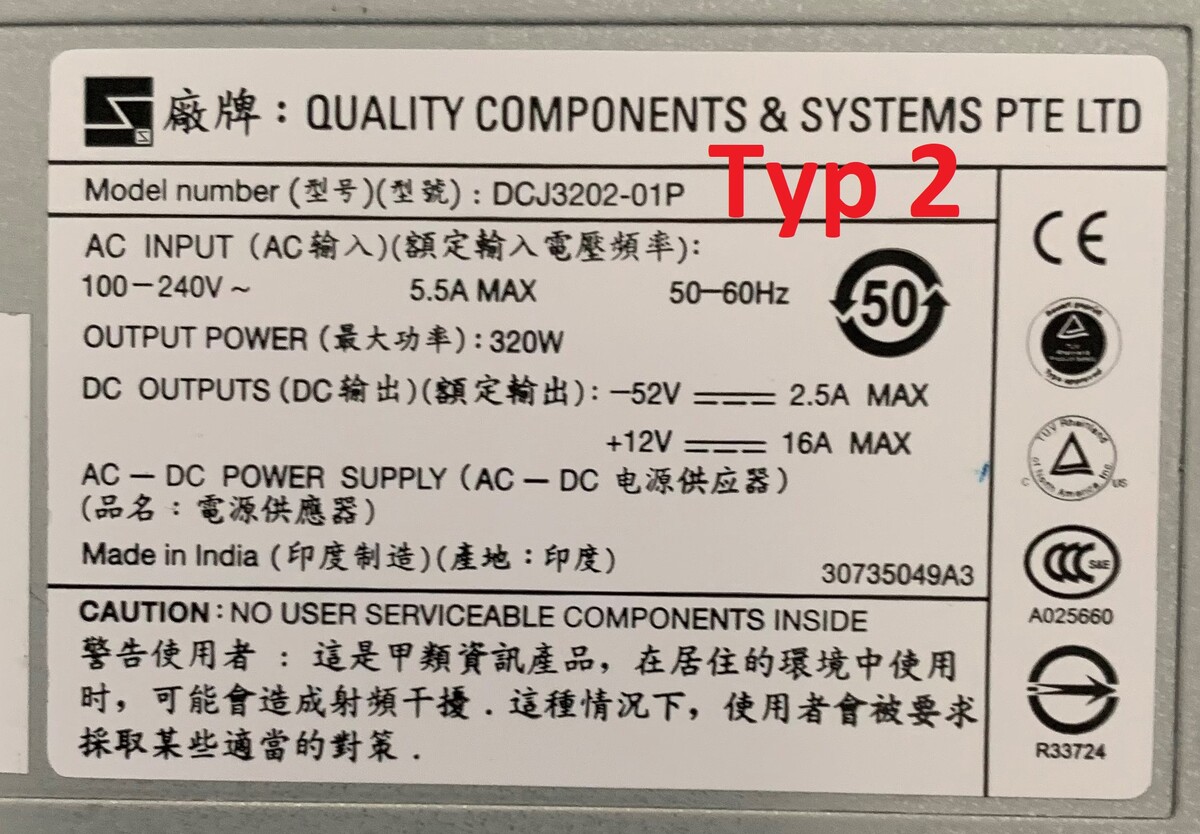 廠牌：QUALITY COMPONENTS & SYSTEMS PTE LTD
Model number (型号)(型號)：DCJ3202-01P
Typ 2
AC INPUT (AC输入)(額定輸入電壓頻率):
100－240V ~ 5.5A MAX 50－60Hz
50
OUTPUT POWER (最大功率)：320W
DC OUTPUTS (DC输出)(額定輸出)：－52V 2.5A MAX
+12V 16A MAX
AC － DC POWER SUPPLY (AC － DC 电源供应器)
(品名：電源供應器)
Made in India (印度制造)(產地：印度)
30735049A3
CAUTION：NO USER SERVICEABLE COMPONENTS INSIDE
警告使用者 ：這是甲類資訊產品，在居住的環境中使用
时，可能會造成射頻干擾．這種情況下，使用者會被要求
採取某些適當的對策．
CE
Type approved
TÜV Rheinland
of North America, Inc.
C US
CCC S&E
A025660
R33724